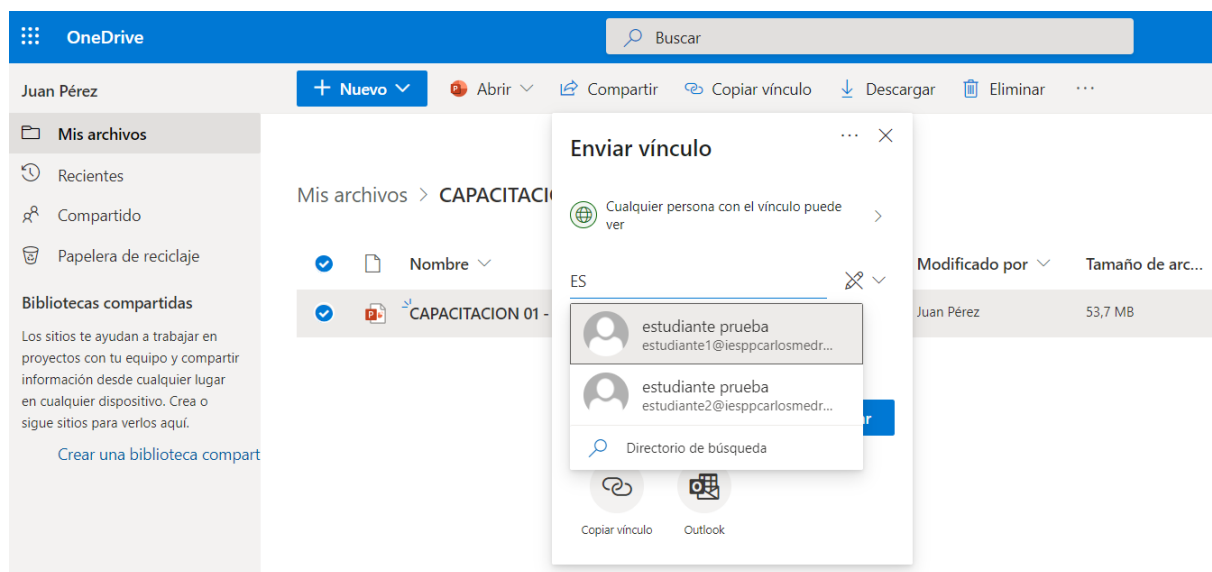 OneDrive
Buscar
Juan Pérez
Nuevo
Abrir
Compartir
Copiar vínculo
Descargar
Eliminar
...
Mis archivos
Recientes
Compartido
Papelera de reciclaje
Bibliotecas compartidas
Los sitios te ayudan a trabajar en
proyectos con tu equipo y compartir
información desde cualquier lugar
en cualquier dispositivo. Crea o
sigue sitios para verlos aquí.
Crear una biblioteca compart
Mis archivos > CAPACITACI
Nombre
Modificado por
Tamaño de arc...
CAPACITACION 01 -
Juan Pérez
53,7 MB
Enviar vínculo
...
Cualquier persona con el vínculo puede
ver
ES
estudiante prueba
estudiante1@iesppcarlosmedr...
estudiante prueba
estudiante2@iesppcarlosmedr...
Directorio de búsqueda
Copiar vínculo
Outlook